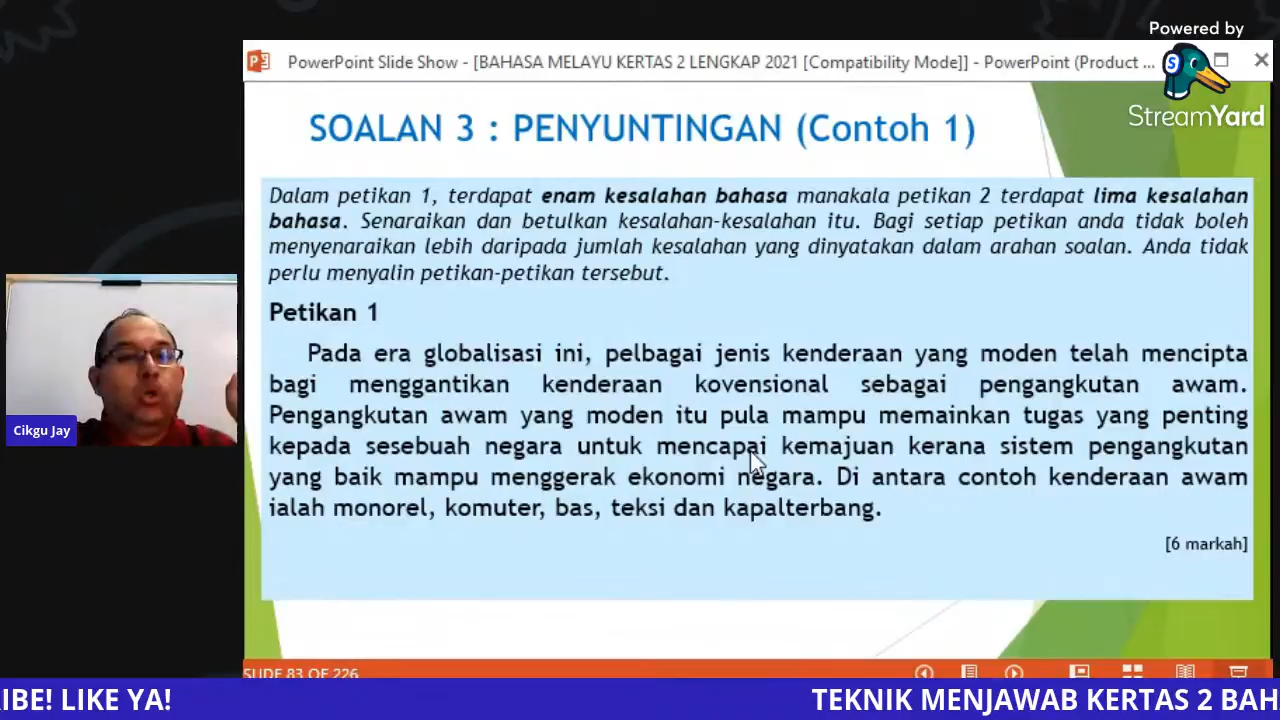 Powered by
PowerPoint Slide Show - [BAHASA MELAYU KERTAS 2 LENGKAP 2021 [Compatibility Mode]] - PowerPoint (Product ...
StreamYard
SOALAN 3 : PENYUNTINGAN (Contoh 1)
Dalam petikan 1, terdapat enam kesalahan bahasa manakala petikan 2 terdapat lima kesalahan
bahasa. Senaraikan dan betulkan kesalahan-kesalahan itu. Bagi setiap petikan anda tidak boleh
menyenaraikan lebih daripada jumlah kesalahan yang dinyatakan dalam arahan soalan. Anda tidak
perlu menyalin petikan-petikan tersebut.
Petikan 1
Pada era globalisasi ini, pelbagai jenis kenderaan yang moden telah mencipta
bagi menggantikan kenderaan kovensional sebagai pengangkutan awam.
Pengangkutan awam yang moden itu pula mampu memainkan tugas yang penting
kepada sesebuah negara untuk mencapai kemajuan kerana sistem pengangkutan
yang baik mampu menggerak ekonomi negara. Di antara contoh kenderaan awam
ialah monorel, komuter, bas, teksi dan kapalterbang.
[6 markah]
Cikgu Jay
SLIDE 83 OF 226
IBE! LIKE YA!
TEKNIK MENJAWAB KERTAS 2 BAH